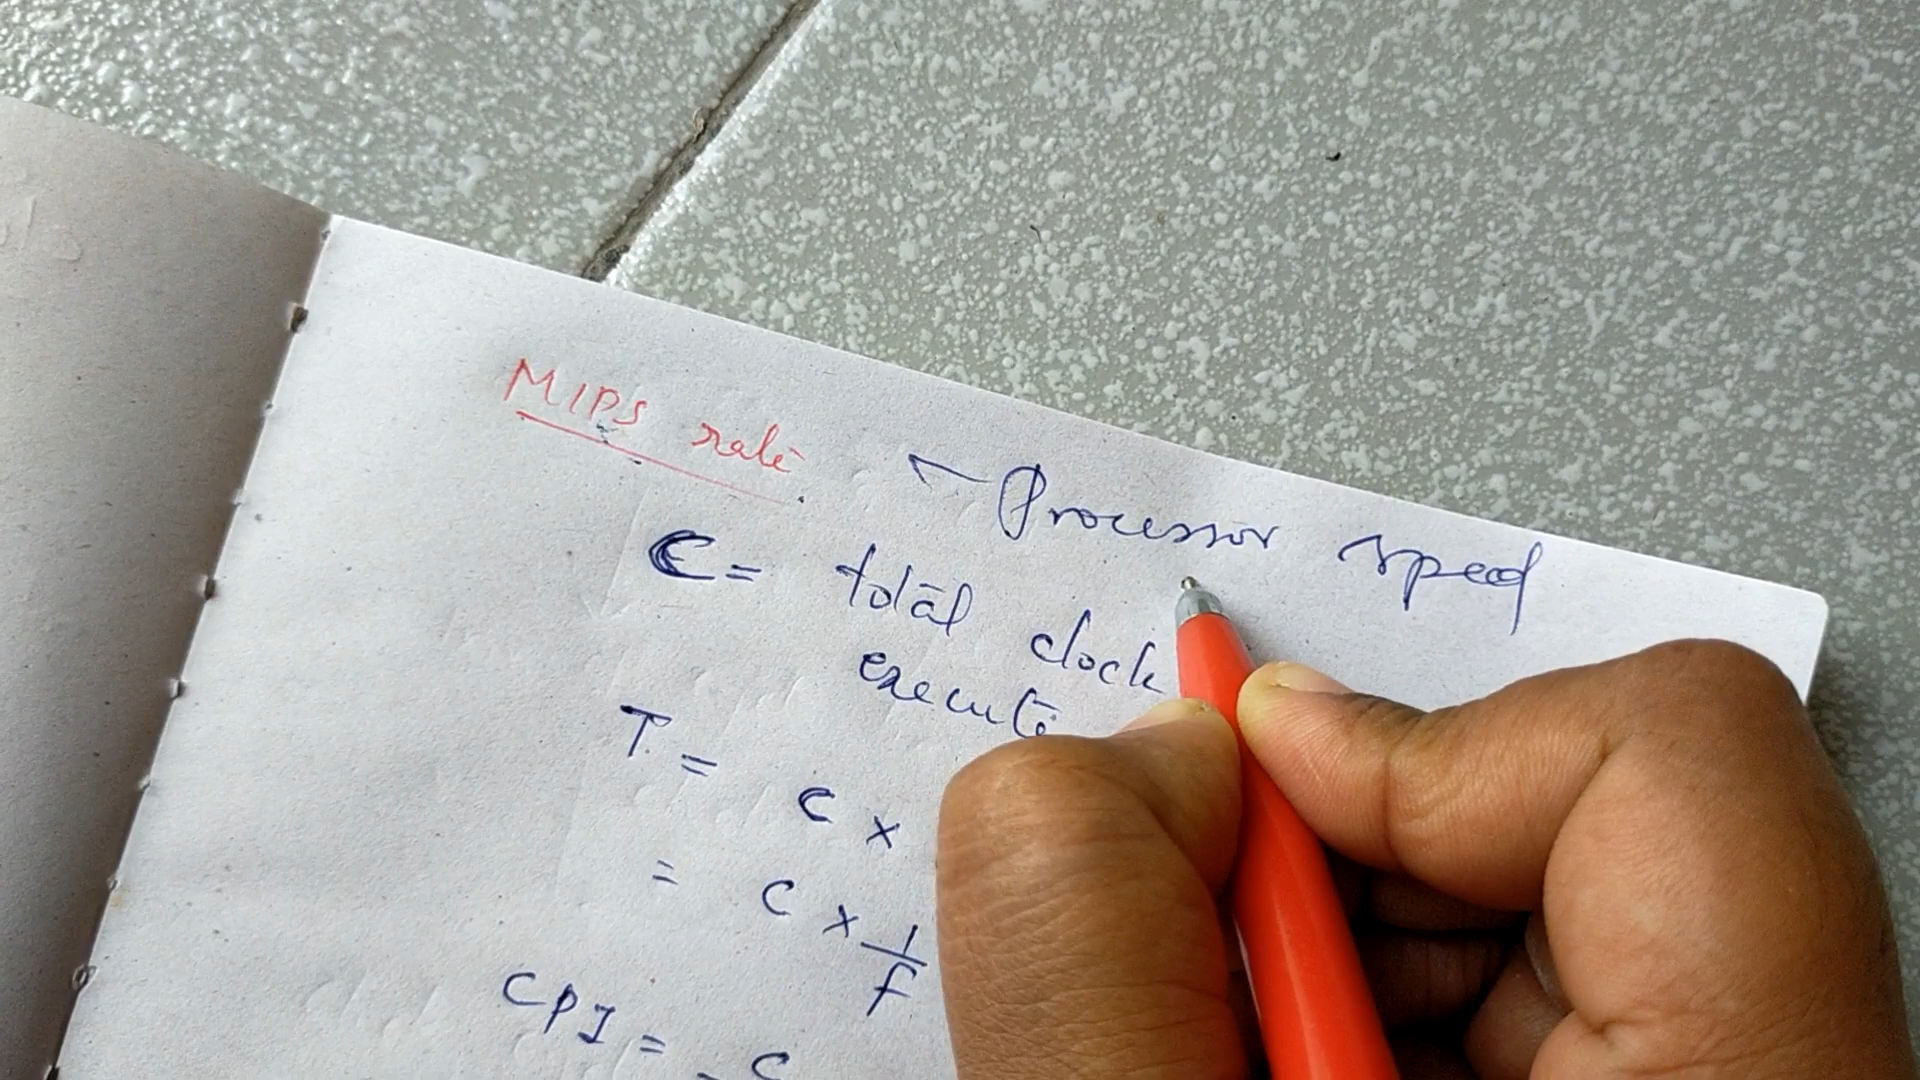 MIPS rate ← Processor speed
C = total clock
execute
T = C ×
= C × 1/f
CPI = C